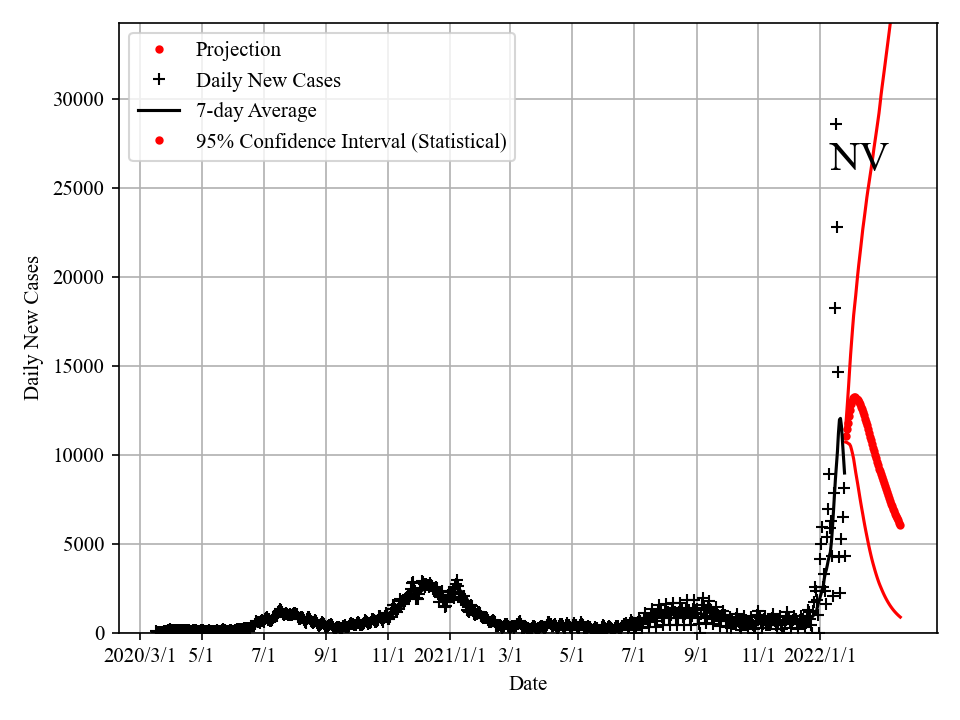 Projection
Daily New Cases
7-day Average
95% Confidence Interval (Statistical)
NV
30000
25000
20000
15000
10000
5000
0
Daily New Cases
2020/3/1 5/1 7/1 9/1 11/1 2021/1/1 3/1 5/1 7/1 9/1 11/1 2022/1/1
Date